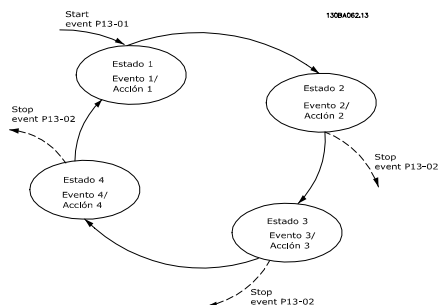 Start
event P13-01
130BA062.13
Estado 1
Evento 1/
Acción 1
Estado 2
Evento 2/
Acción 2
Stop
event P13-02
Stop
event P13-02
Estado 4
Evento 4/
Acción 4
Estado 3
Evento 3/
Acción 3
Stop
event P13-02